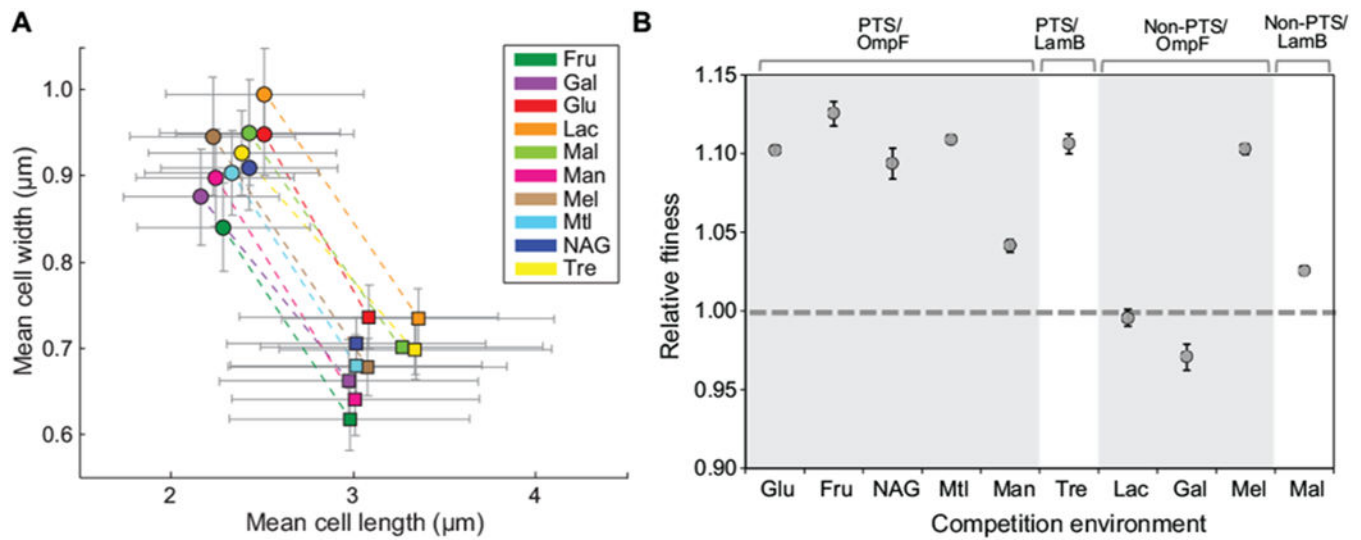 A
Mean cell width (µm)
1.0
0.9
0.8
0.7
0.6
2
3
4
Mean cell length (µm)
Fru
Gal
Glu
Lac
Mal
Man
Mel
Mtl
NAG
Tre
B
PTS/
OmpF
PTS/
LamB
Non-PTS/
OmpF
Non-PTS/
LamB
Relative ftiness
1.15
1.10
1.05
1.00
0.95
0.90
Glu Fru NAG Mtl Man Tre Lac Gal Mel Mal
Competition environment